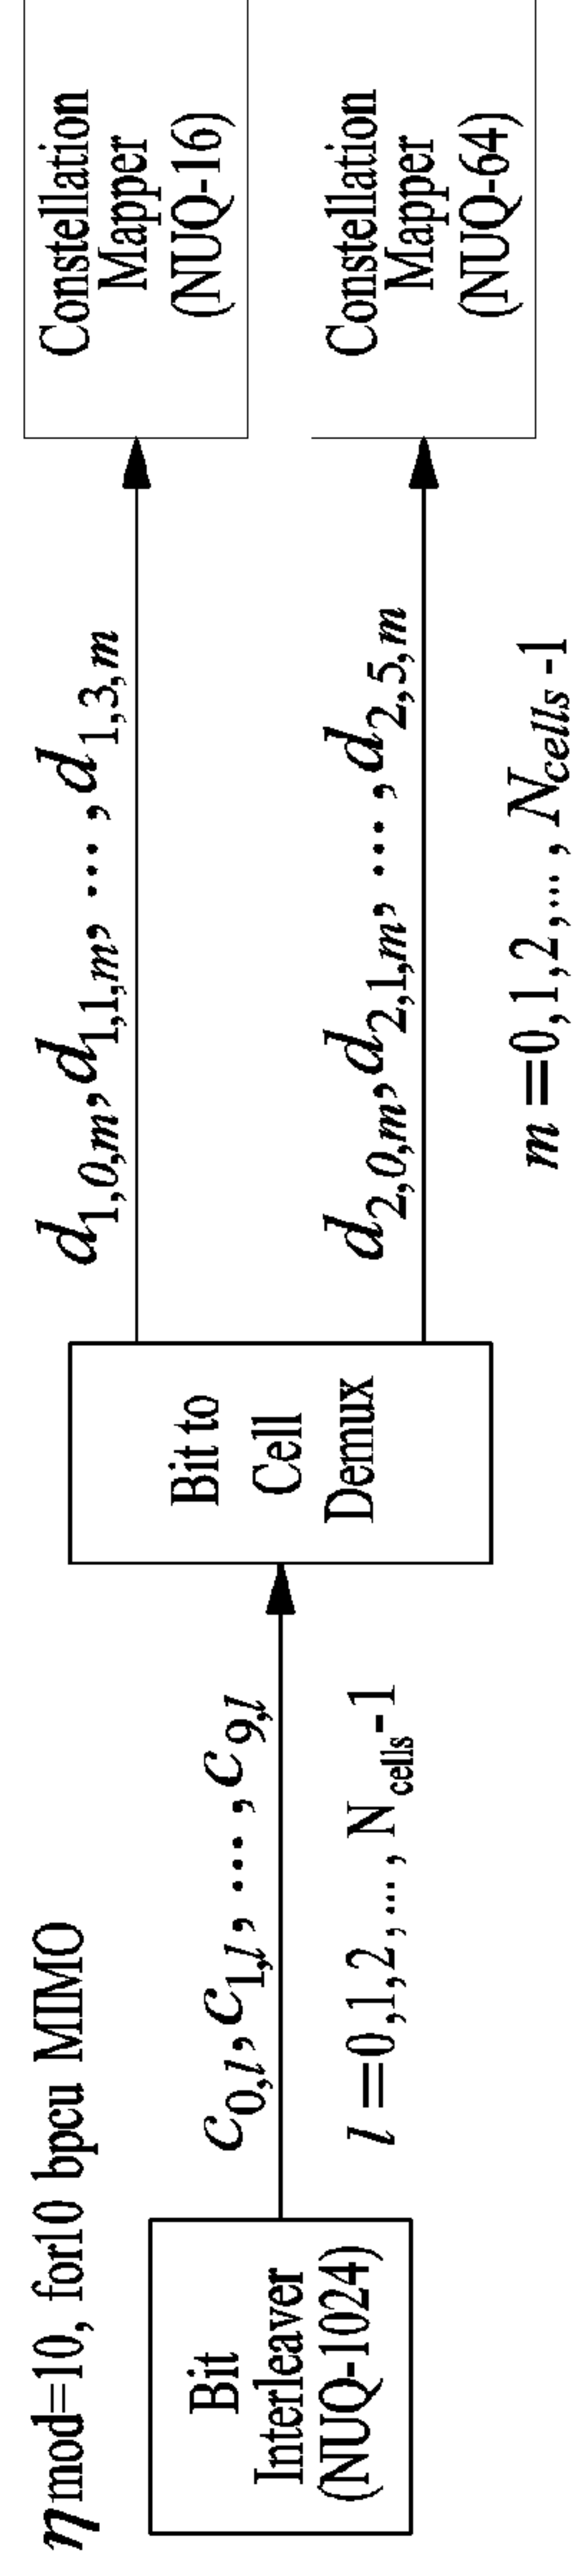 ηmod=10, for10 bpcu MIMO
Bit
Interleaver
(NUQ-1024)
c0,l,c1,l,...,c9,l
l =0,1,2,..., Ncells-1
Bit to
Cell
Demux
d1,0,m,d1,1,m,...,d1,3,m
d2,0,m,d2,1,m,...,d2,5,m
m =0,1,2,..., Ncells -1
Constellation
Mapper
(NUQ-16)
Constellation
Mapper
(NUQ-64)